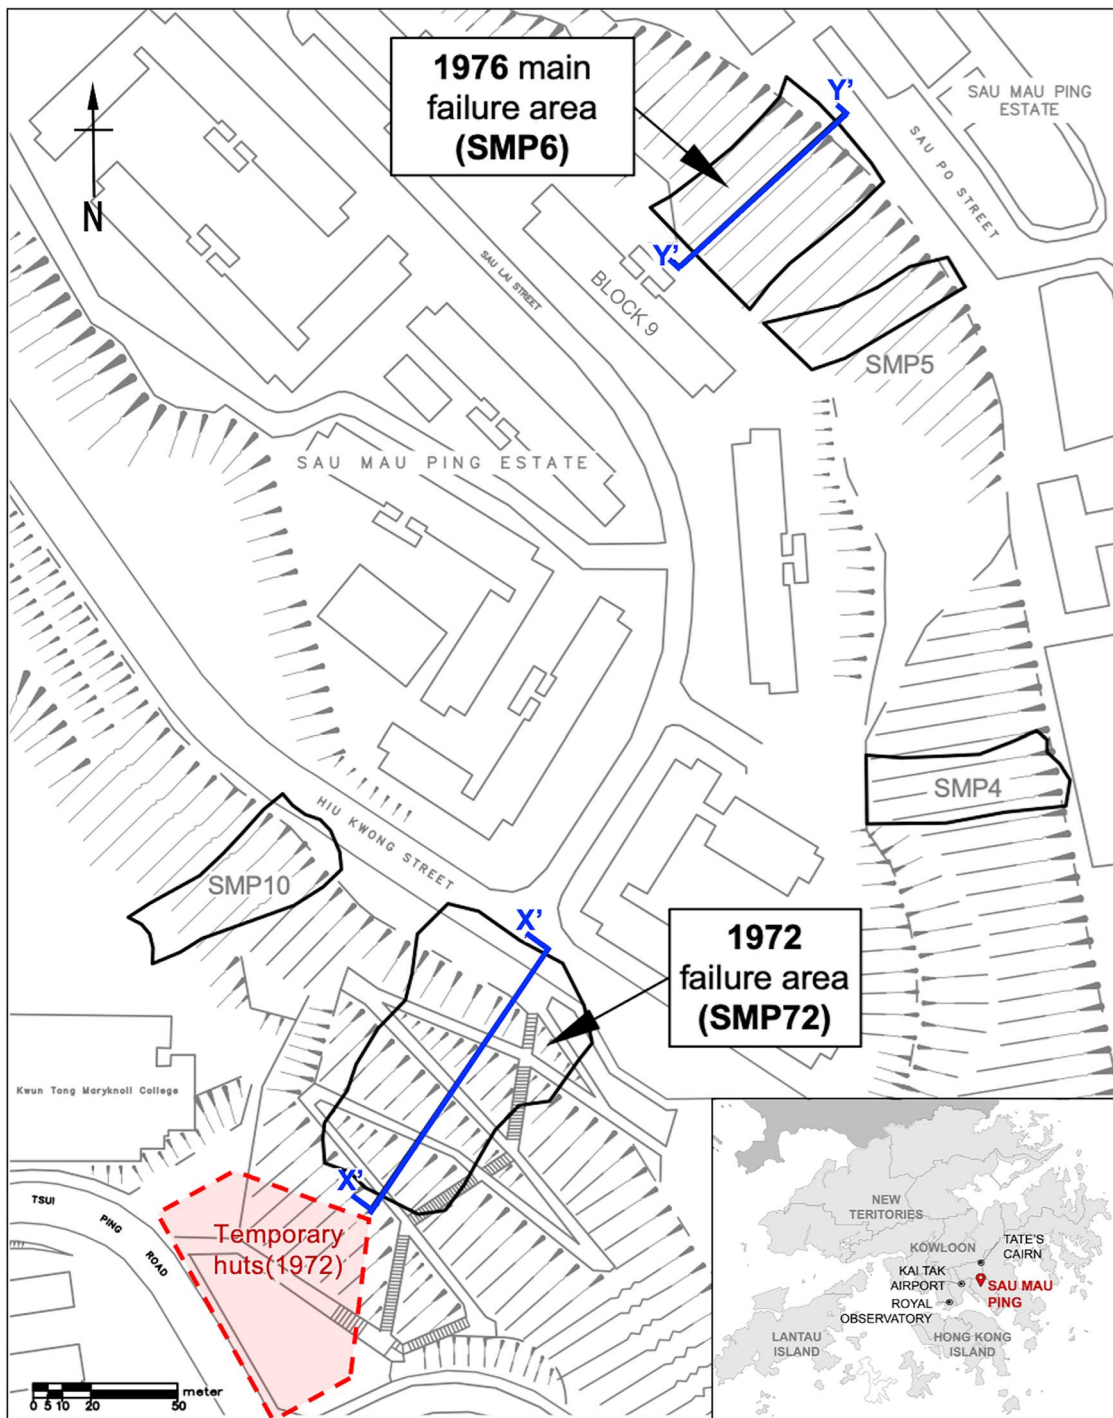 1976 main
failure area
(SMP6)
Y'
SAU MAU PING
ESTATE
SAU PO STREET
N
SAU LAI STREET
Y'
BLOCK 9
SMP5
SAU MAU PING ESTATE
SMP4
HIU KWONG STREET
SMP10
X'
1972
failure area
(SMP72)
Kwun Tong Maryknoll College
X'
TSUI PING ROAD
Temporary
huts(1972)
NEW
TERITORIES
KOWLOON
TATE'S
CAIRN
KAI TAK
AIRPORT
SAU MAU
PING
ROYAL
OBSERVATORY
LANTAU
ISLAND
HONG KONG
ISLAND
meter
0 5 10 20 50